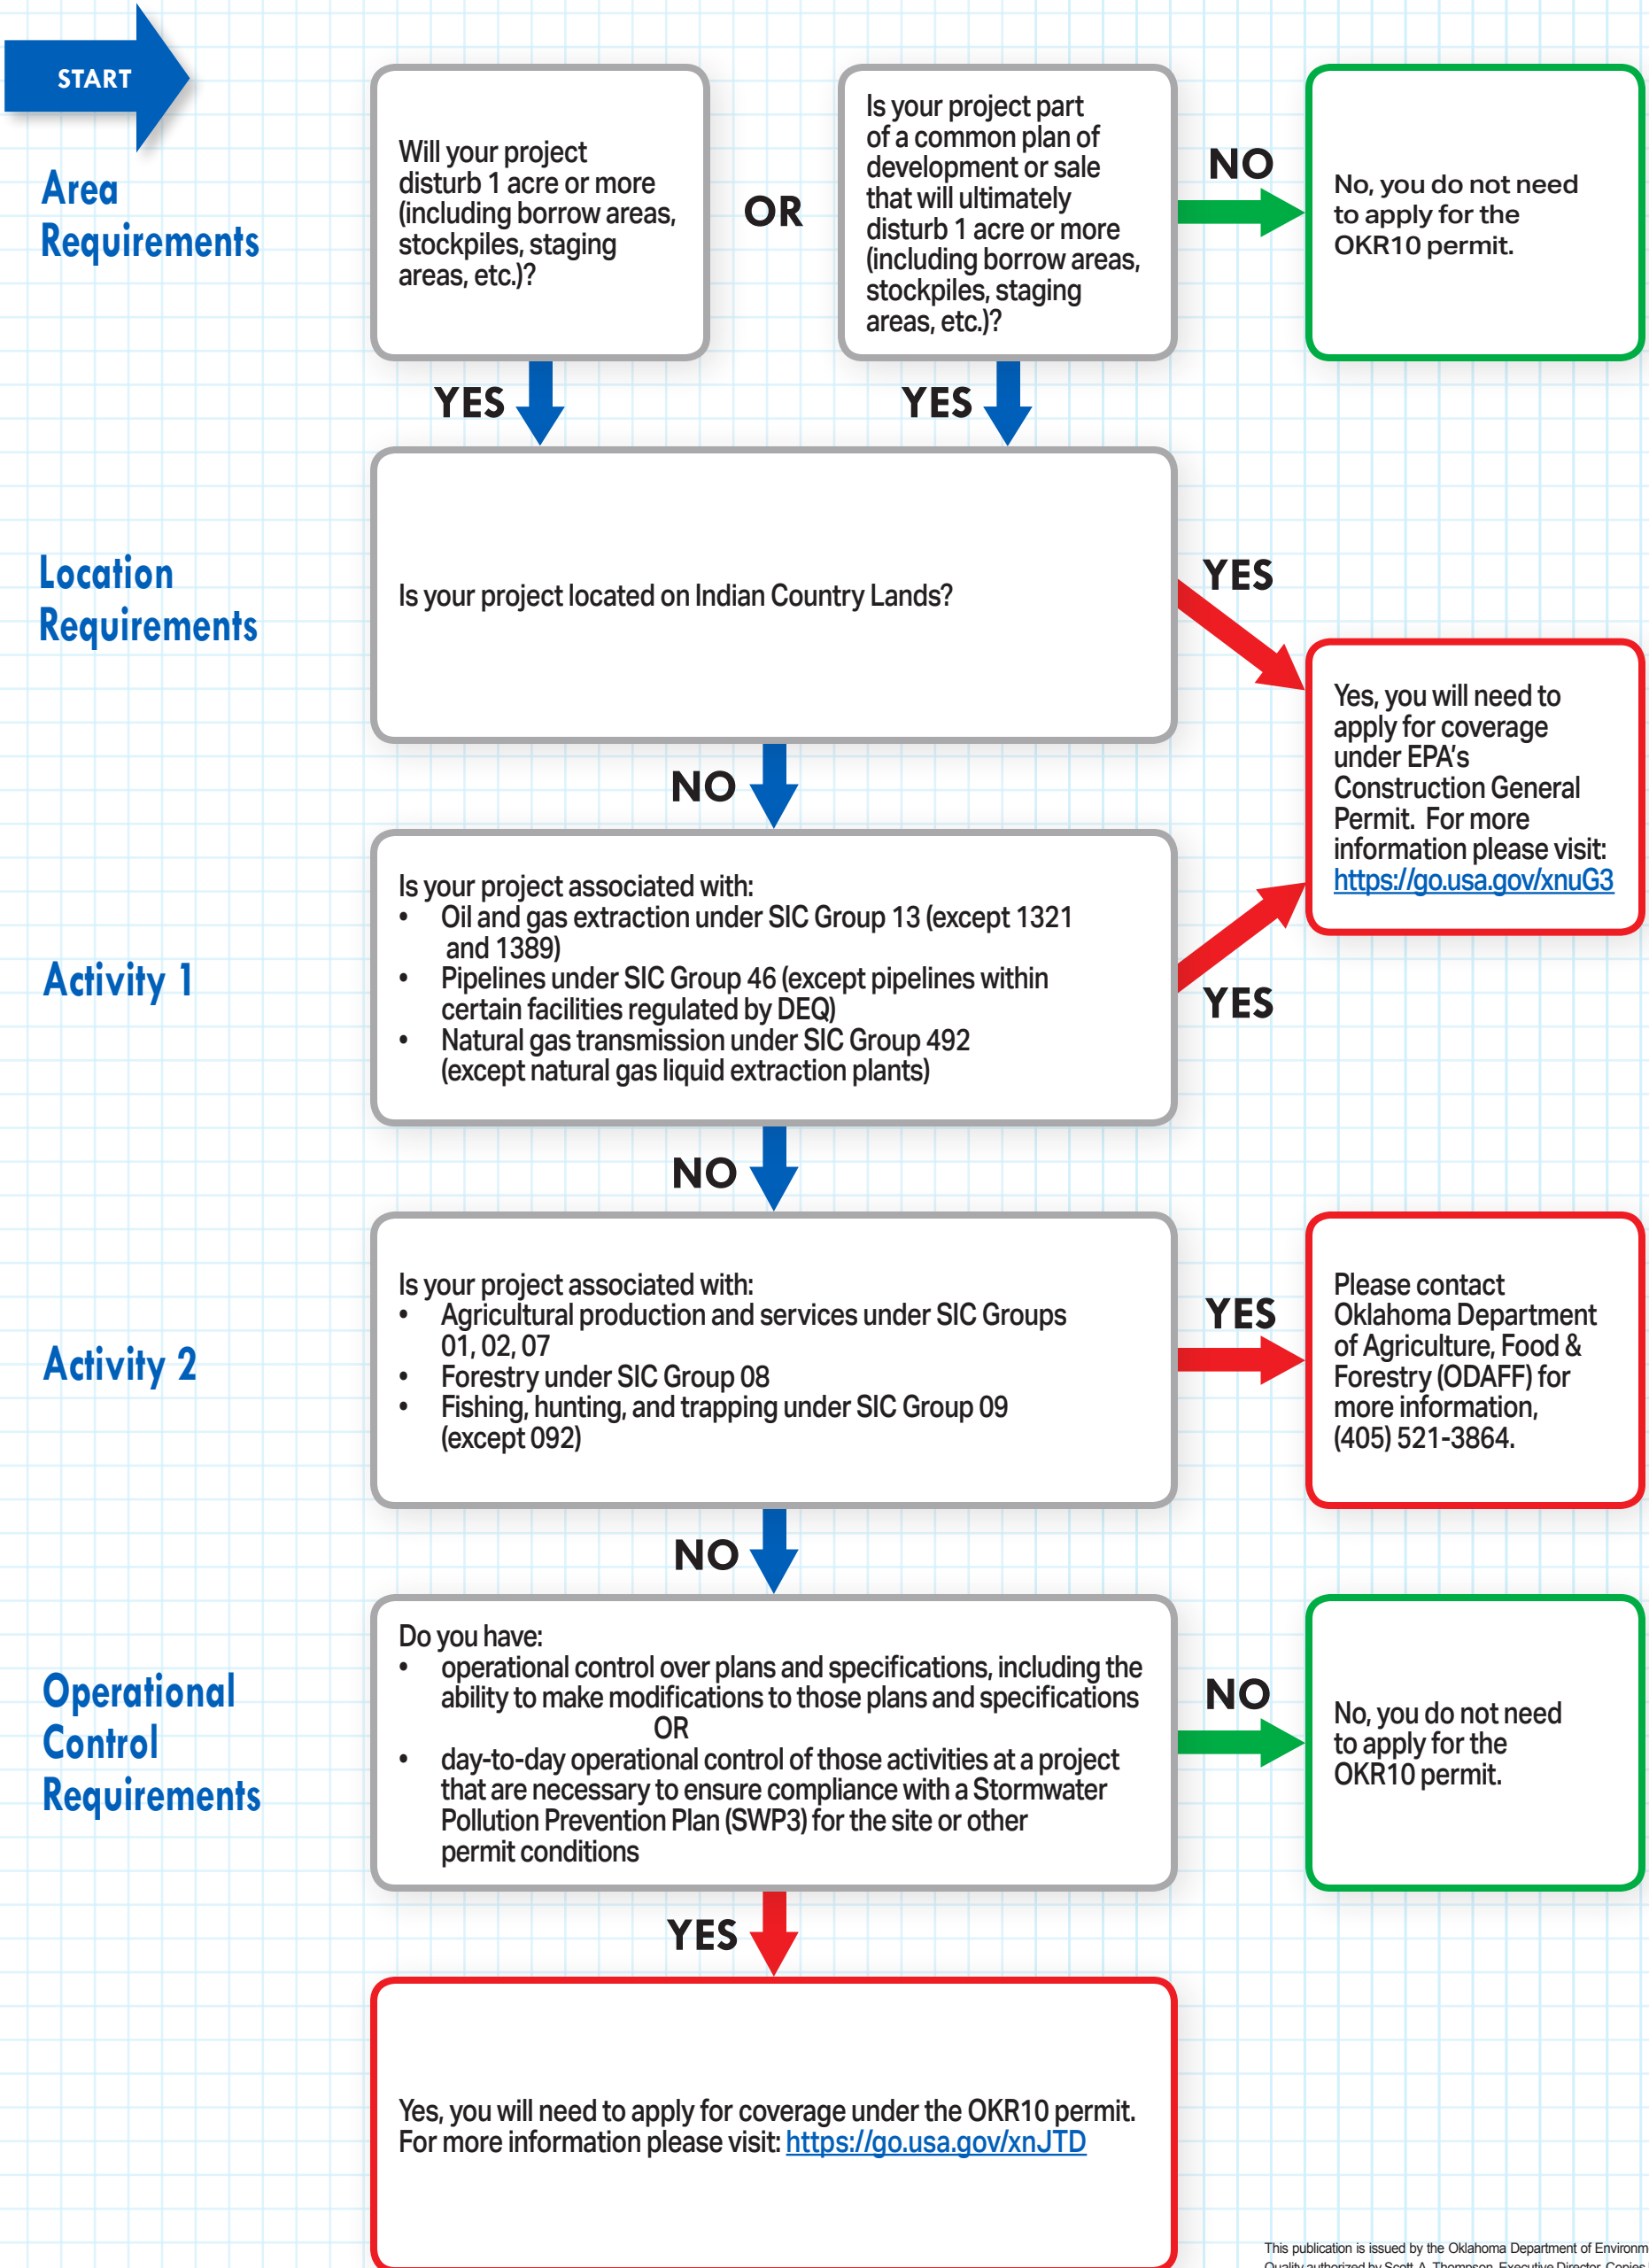 START
Area
Requirements
Will your project
disturb 1 acre or more
(including borrow areas,
stockpiles, staging
areas, etc.)?
OR
Is your project part
of a common plan of
development or sale
that will ultimately
disturb 1 acre or more
(including borrow areas,
stockpiles, staging
areas, etc.)?
NO
No, you do not need
to apply for the
OKR10 permit.
YES
YES
Location
Requirements
Is your project located on Indian Country Lands?
YES
Yes, you will need to
apply for coverage
under EPA's
Construction General
Permit.  For more
information please visit:
https://go.usa.gov/xnuG3
NO
Activity 1
Is your project associated with:
• Oil and gas extraction under SIC Group 13 (except 1321
and 1389)
• Pipelines under SIC Group 46 (except pipelines within
certain facilities regulated by DEQ)
• Natural gas transmission under SIC Group 492
(except natural gas liquid extraction plants)
YES
NO
Activity 2
Is your project associated with:
• Agricultural production and services under SIC Groups
01, 02, 07
• Forestry under SIC Group 08
• Fishing, hunting, and trapping under SIC Group 09
(except 092)
YES
Please contact
Oklahoma Department
of Agriculture, Food &
Forestry (ODAFF) for
more information,
(405) 521-3864.
NO
Operational
Control
Requirements
Do you have:
• operational control over plans and specifications, including the
ability to make modifications to those plans and specifications
OR
• day-to-day operational control of those activities at a project
that are necessary to ensure compliance with a Stormwater
Pollution Prevention Plan (SWP3) for the site or other
permit conditions
NO
No, you do not need
to apply for the
OKR10 permit.
YES
Yes, you will need to apply for coverage under the OKR10 permit.
For more information please visit: https://go.usa.gov/xnJTD
This publication is issued by the Oklahoma Department of Environm
Quality authorized by Scott A. Thompson, Executive Director. Copies